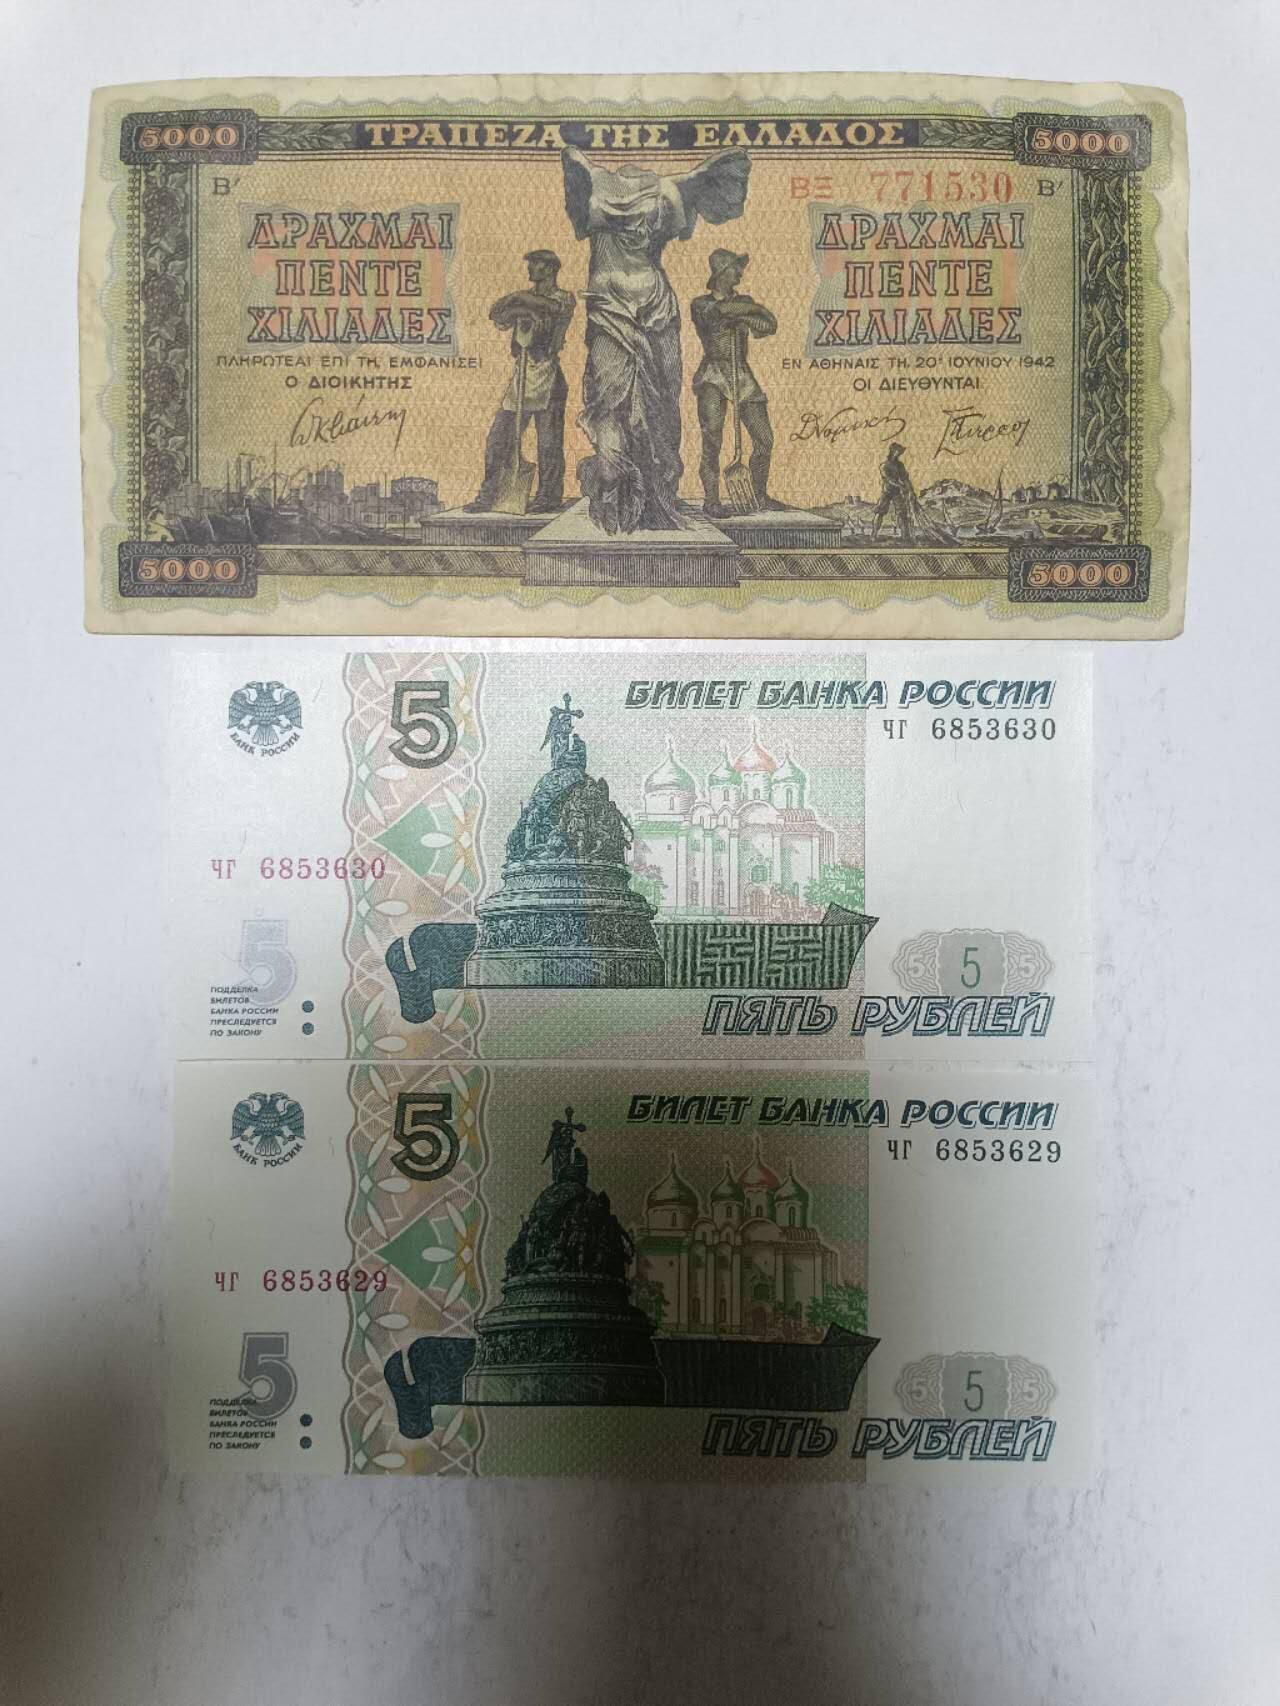 5000 ΤΡΑΠΕΖΑ ΤΗΣ ΕΛΛΑΔΟΣ 5000
Β′ ΒΞ 771530 Β′
ΔΡΑΧΜΑΙ ΔΡΑΧΜΑΙ
ΠΕΝΤΕ ΠΕΝΤΕ
ΧΙΛΙΑΔΕΣ ΧΙΛΙΑΔΕΣ
ΠΛΗΡΩΤΕΑΙ ΕΠΙ ΤΗ, ΕΜΦΑΝΙΣΕΙ ΕΝ ΑΘΗΝΑΙΣ ΤΗ, 20ῃ ΙΟΥΝΙΟΥ 1942
Ο ΔΙΟΙΚΗΤΗΣ ΟΙ ΔΙΕΥΘΥΝΤΑΙ
5000 5000
БАНК РОССИИ
5 БИЛЕТ БАНКА РОССИИ
ЧГ 6853630
ЧГ 6853630
5
5 5 5
ПОДДЕЛКА
БИЛЕТОВ
БАНКА РОССИИ
ПРЕСЛЕДУЕТСЯ
ПО ЗАКОНУ
ПЯТЬ РУБЛЕЙ
БАНК РОССИИ
5 БИЛЕТ БАНКА РОССИИ
ЧГ 6853629
ЧГ 6853629
5
5 5 5
ПОДДЕЛКА
БИЛЕТОВ
БАНКА РОССИИ
ПРЕСЛЕДУЕТСЯ
ПО ЗАКОНУ
ПЯТЬ РУБЛЕЙ